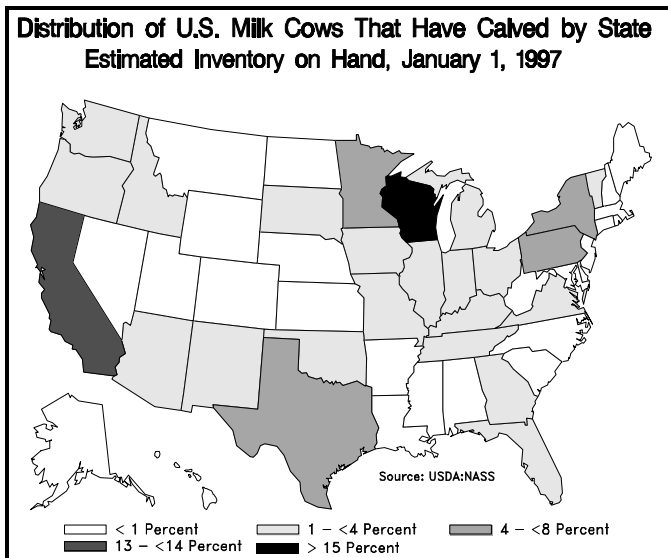 Distribution of U.S. Milk Cows That Have Calved by State
Estimated Inventory on Hand, January 1, 1997
Source: USDA:NASS
< 1 Percent
1 – <4 Percent
4 – <8 Percent
13 – <14 Percent
> 15 Percent